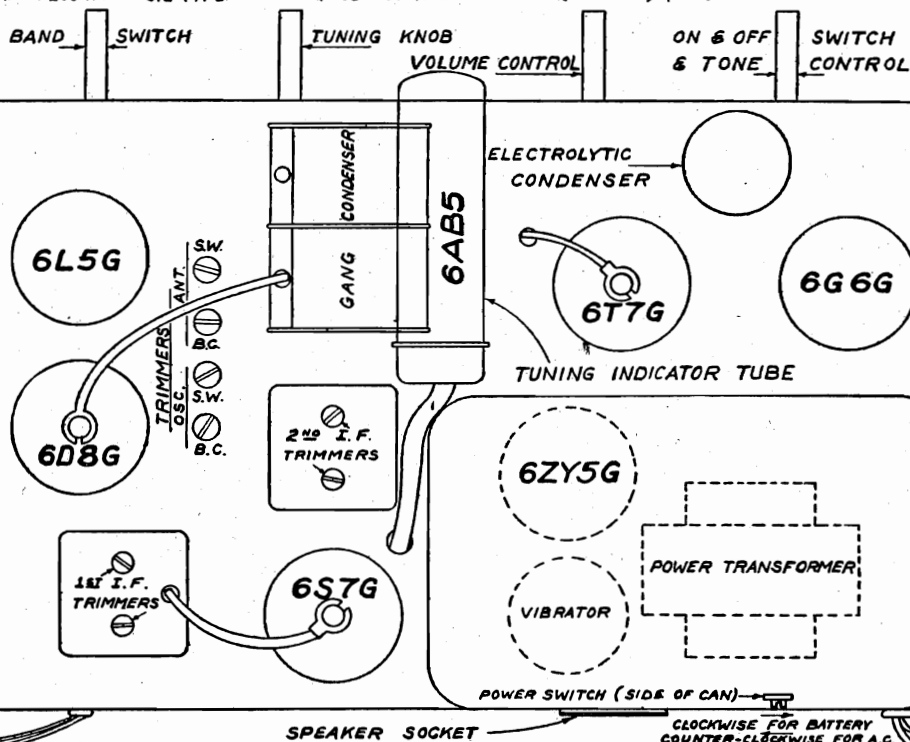 BAND SWITCH
TUNING KNOB
VOLUME CONTROL
ON & OFF SWITCH
& TONE CONTROL
ELECTROLYTIC
CONDENSER
CONDENSER
GANG
6AB5
6L5G
S.W.
ANT.
B.C.
TRIMMERS
OSC.
S.W.
B.C.
6D8G
6T7G
6G6G
TUNING INDICATOR TUBE
2ND I.F.
TRIMMERS
6ZY5G
POWER TRANSFORMER
VIBRATOR
1ST I.F.
TRIMMERS
6S7G
POWER SWITCH (SIDE OF CAN)
SPEAKER SOCKET
CLOCKWISE FOR BATTERY
COUNTER-CLOCKWISE FOR A.C.